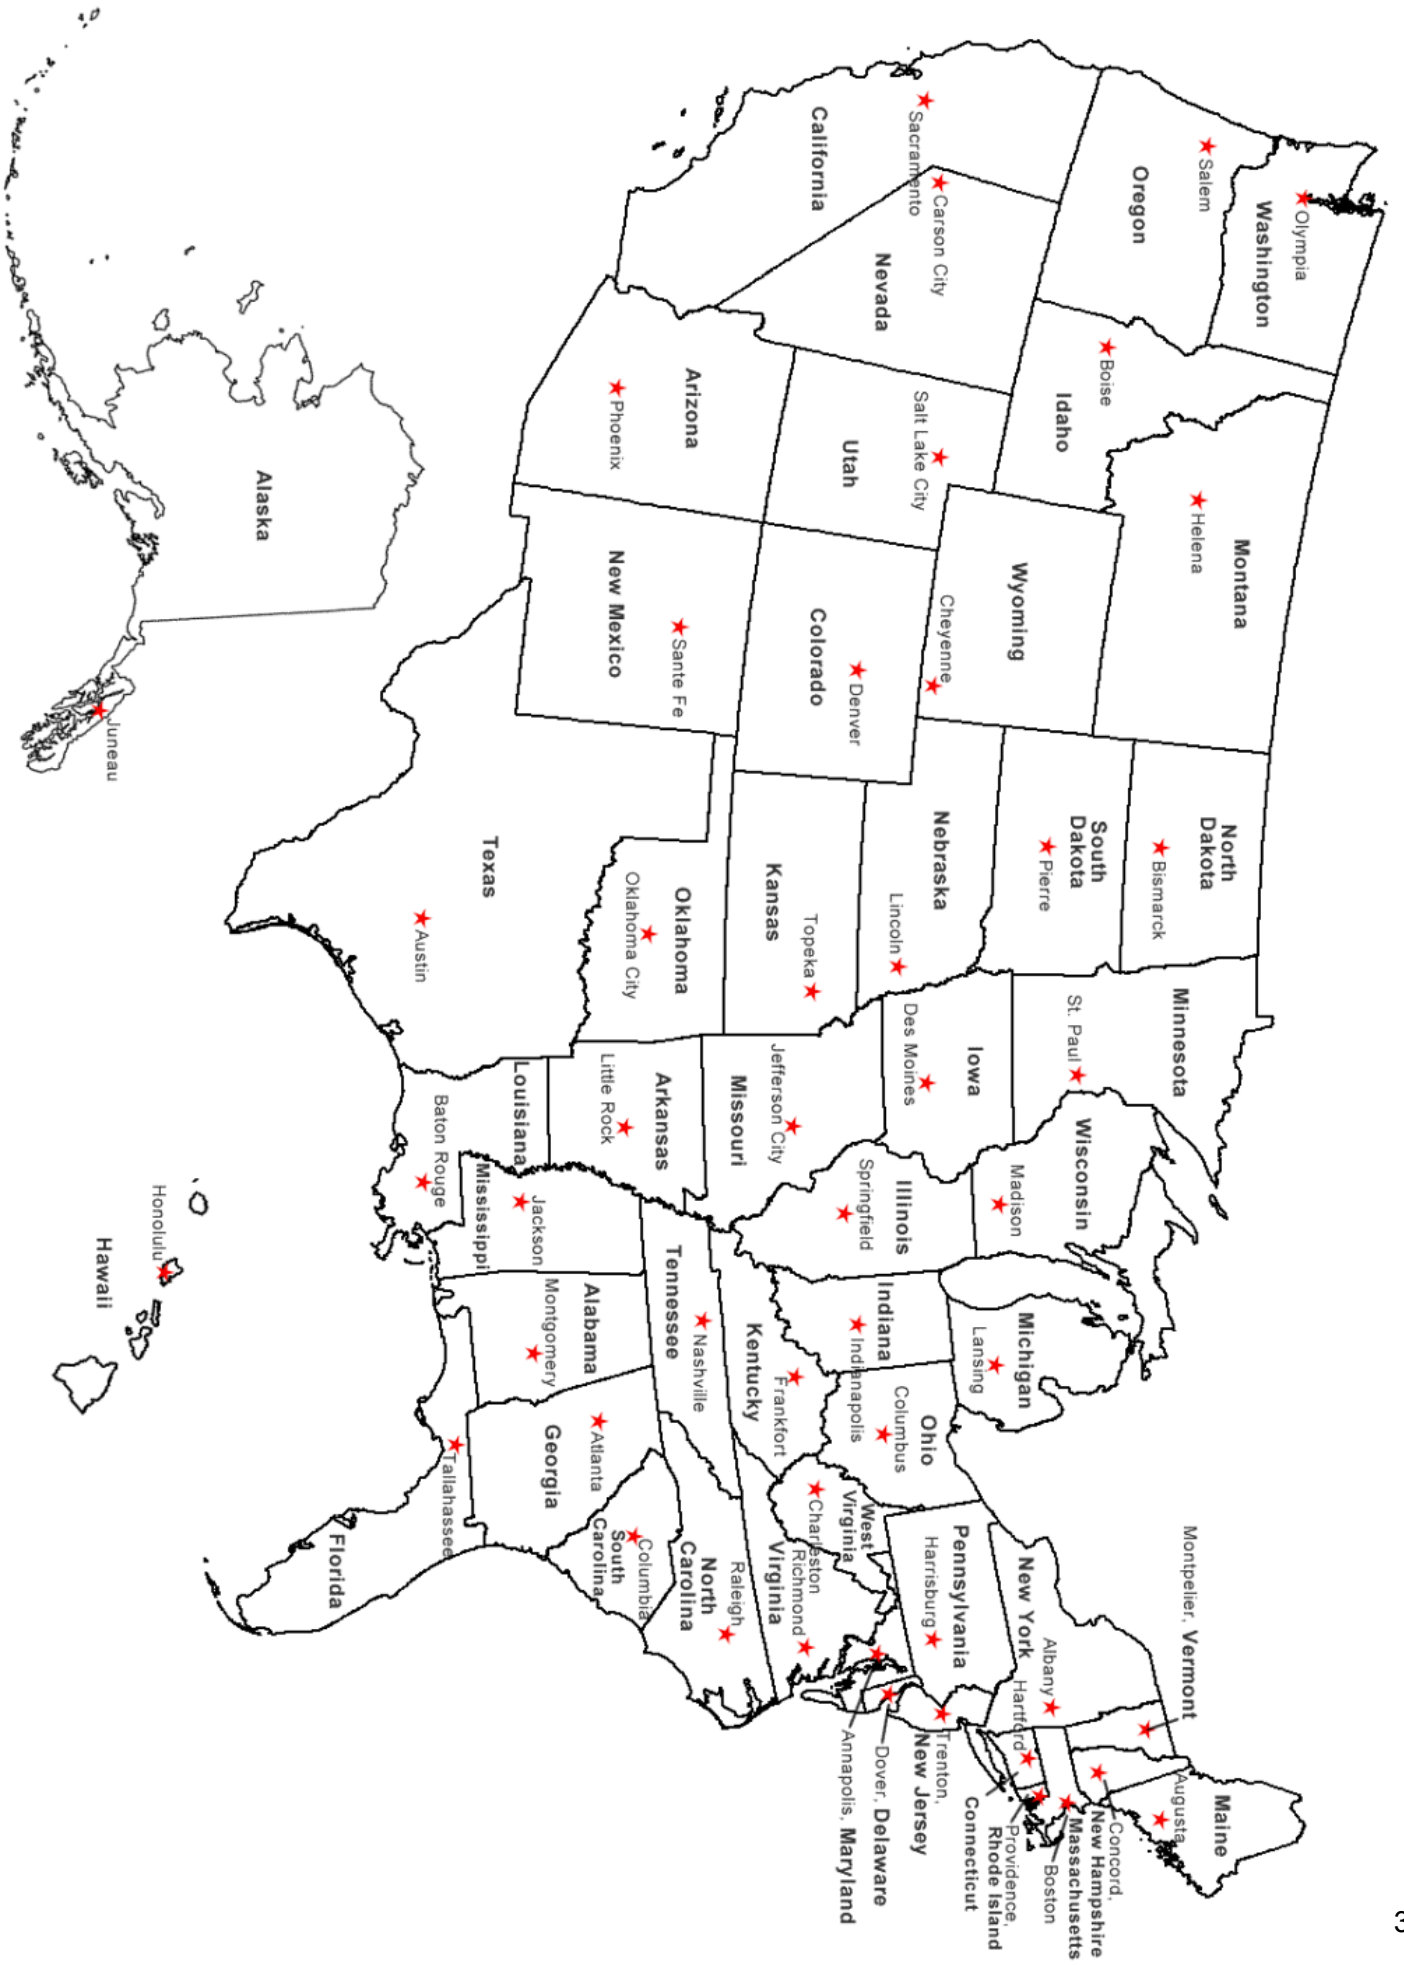 Olympia
Washington
Salem
Oregon
Sacramento
California
Carson City
Nevada
Boise
Idaho
Helena
Montana
Salt Lake City
Utah
Phoenix
Arizona
Wyoming
Cheyenne
Denver
Colorado
Sante Fe
New Mexico
North
Dakota
Bismarck
South
Dakota
Pierre
Nebraska
Lincoln
Topeka
Kansas
Oklahoma
Oklahoma City
Texas
Austin
Minnesota
St. Paul
Iowa
Des Moines
Jefferson City
Missouri
Arkansas
Little Rock
Louisiana
Baton Rouge
Wisconsin
Madison
Illinois
Springfield
Mississippi
Jackson
Michigan
Lansing
Indiana
Indianapolis
Ohio
Columbus
Kentucky
Frankfort
Tennessee
Nashville
Alabama
Montgomery
Georgia
Atlanta
Tallahassee
Florida
South
Carolina
Columbia
North
Carolina
Raleigh
Virginia
Richmond
West
Virginia
Charleston
Pennsylvania
Harrisburg
New York
Albany
Montpelier, Vermont
Maine
Augusta
Concord,
New Hampshire
Massachusetts
Boston
Providence,
Rhode Island
Hartford
Connecticut
Trenton,
New Jersey
Dover, Delaware
Annapolis, Maryland
Alaska
Juneau
Honolulu
Hawaii
3